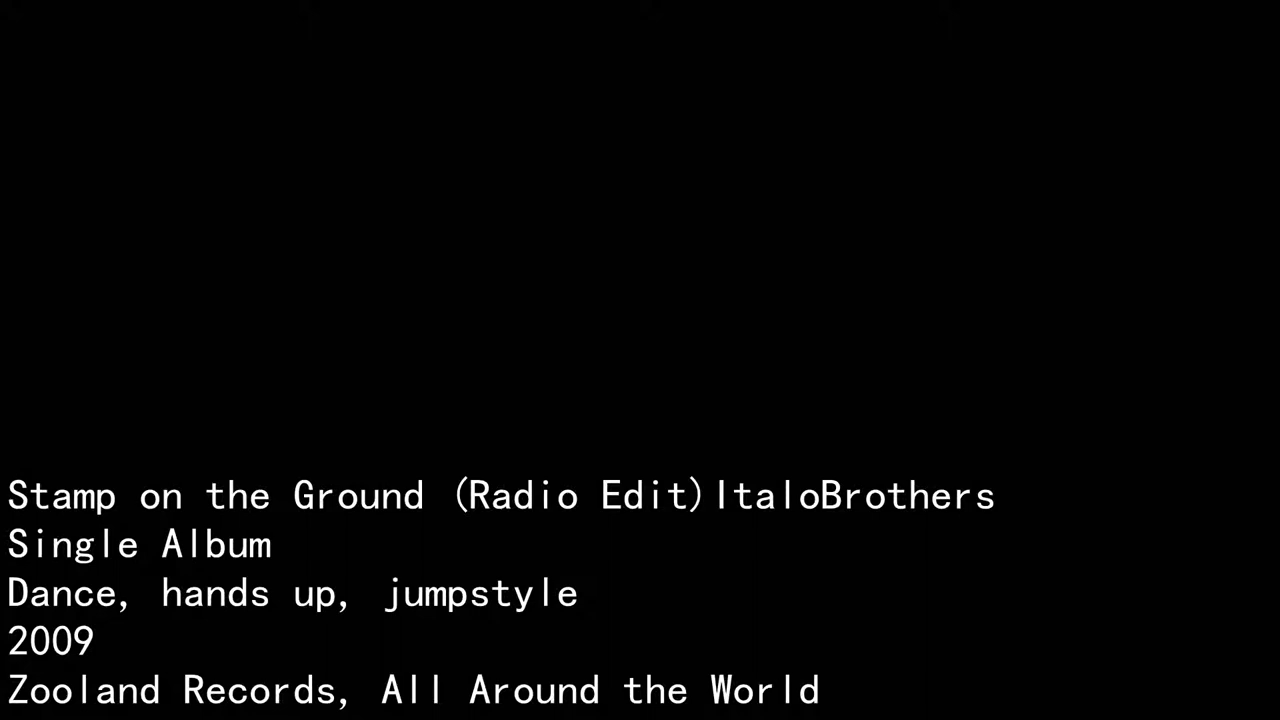 Stamp on the Ground (Radio Edit)ItaloBrothers
Single Album
Dance, hands up, jumpstyle
2009
Zooland Records, All Around the World